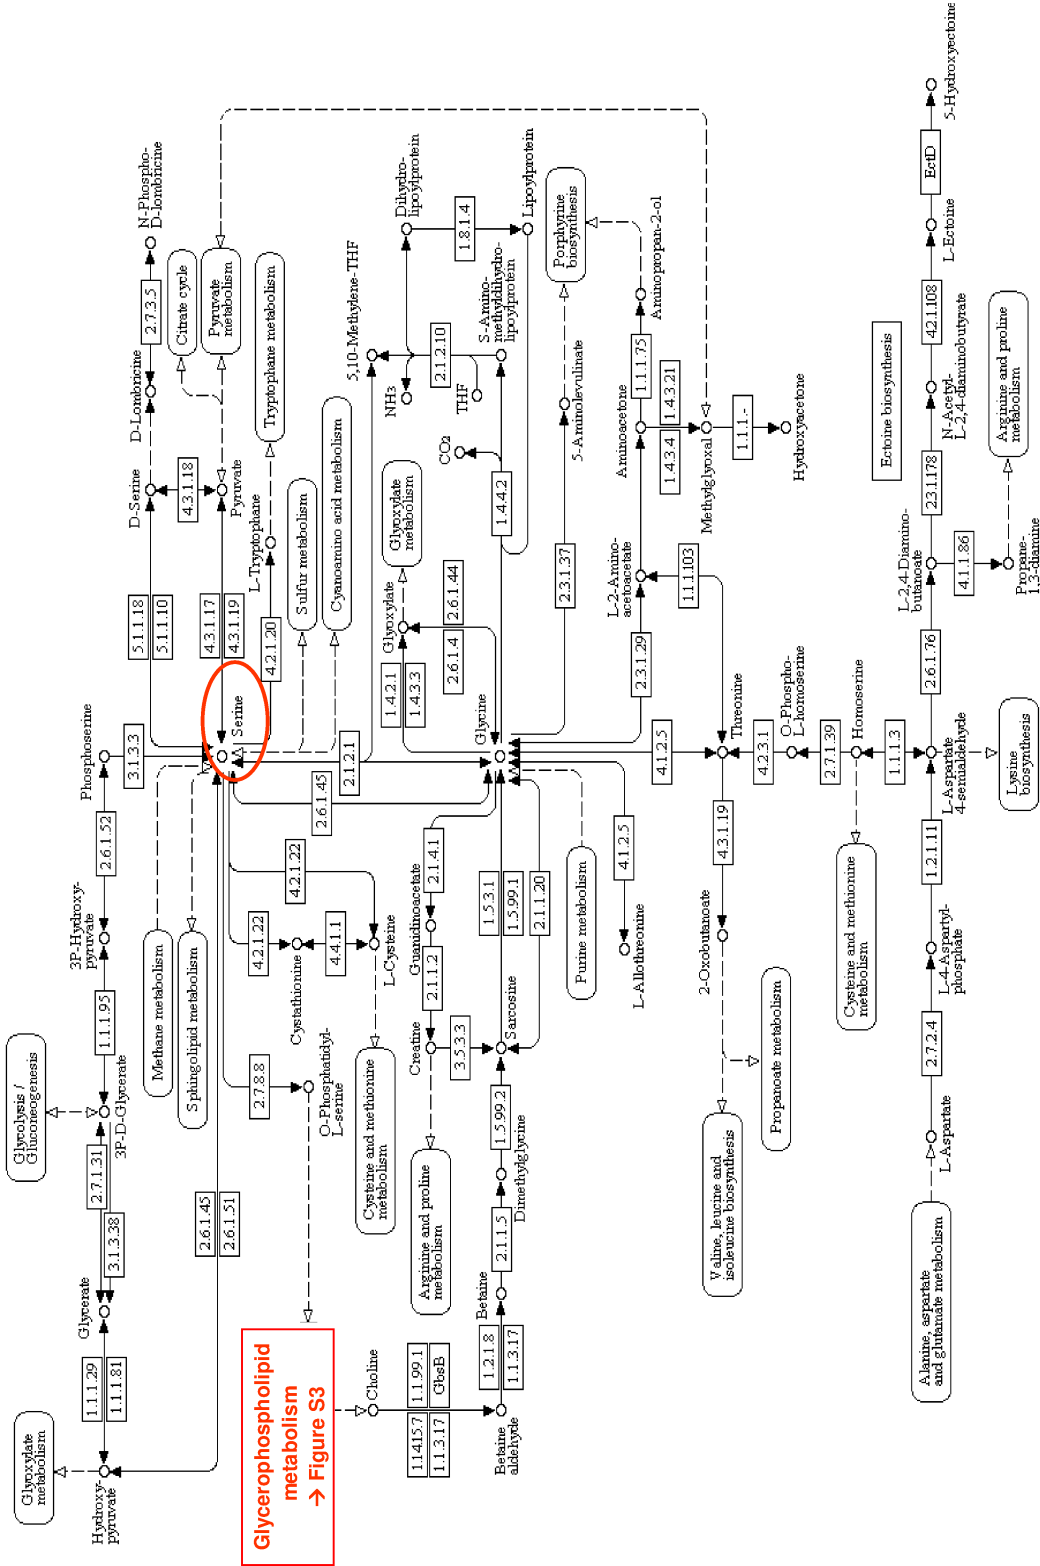 Glycolysis /
Gluconeogenesis
Glyoxylate
metabolism
Hydroxy-
pyruvate
1.1.1.29
1.1.1.81
Glycerate
2.7.1.31
3.1.3.38
3P-D-Glycerate
1.1.1.95
3P-Hydroxy-
pyruvate
2.6.1.52
Phosphoserine
3.1.3.3
5.1.1.18
5.1.1.10
D-Serine
D-Lombricine
2.7.3.5
N-Phospho-
D-lombricine
Methane metabolism
Sphingolipid metabolism
4.3.1.18
Citrate cycle
Pyruvate
metabolism
2.6.1.45
2.6.1.51
Serine
4.3.1.17
4.3.1.19
Pyruvate
4.2.1.20
L-Tryptophane
Tryptophane metabolism
Sulfur metabolism
Cyanoamino acid metabolism
Glycerophospholipid
metabolism
→ Figure S3
2.7.8.8
O-Phosphatidyl-
L-serine
4.2.1.22
Cystathionine
4.4.1.1
4.2.1.22
L-Cysteine
Cysteine and methionine
metabolism
2.6.1.45
2.1.2.1
5,10-Methylene-THF
Choline
1.14.15.7
1.1.99.1
1.1.3.17
GbsB
Betaine
aldehyde
1.2.1.8
1.1.3.17
Betaine
2.1.1.5
Dimethylglycine
1.5.99.2
Sarcosine
Arginine and proline
metabolism
Creatine
3.5.3.3
2.1.1.2
Guanidinoacetate
2.1.4.1
1.5.3.1
1.5.99.1
2.1.1.20
Glycine
1.4.2.1
1.4.3.3
Glyoxylate
Glyoxylate
metabolism
2.6.1.4
2.6.1.44
NH3
Dihydro-
lipoylprotein
2.1.2.10
THF
1.8.1.4
CO2
1.4.4.2
S-Amino-
methyldihydro-
lipoylprotein
Lipoylprotein
Purine metabolism
2.3.1.37
5-Aminolevulinate
Porphyrine
biosynthesis
L-Allothreonine
4.1.2.5
2.3.1.29
L-2-Amino-
acetoacetate
Aminoacetone
1.1.1.75
Aminopropan-2-ol
1.4.3.4
1.4.3.21
1.1.1.103
Methylglyoxal
1.1.1.-
Hydroxyacetone
4.1.2.5
Threonine
4.3.1.19
2-Oxobutanoate
Valine, leucine and
isoleucine biosynthesis
Propanoate metabolism
4.2.3.1
O-Phospho-
L-homoserine
2.7.1.39
Homoserine
Cysteine and methionine
metabolism
1.1.1.3
Ectoine biosynthesis
Alanine, aspartate
and glutamate metabolism
L-Aspartate
2.7.2.4
L-4-Aspartyl-
phosphate
1.2.1.11
L-Aspartate
4-semialdehyde
2.6.1.76
L-2,4-Diamino-
butanoate
2.3.1.178
N-Acetyl-
L-2,4-diaminobutyrate
4.2.1.108
L-Ectoine
EctD
5-Hydroxyectoine
Lysine
biosynthesis
4.1.1.86
Propane-
1,3-diamine
Arginine and proline
metabolism